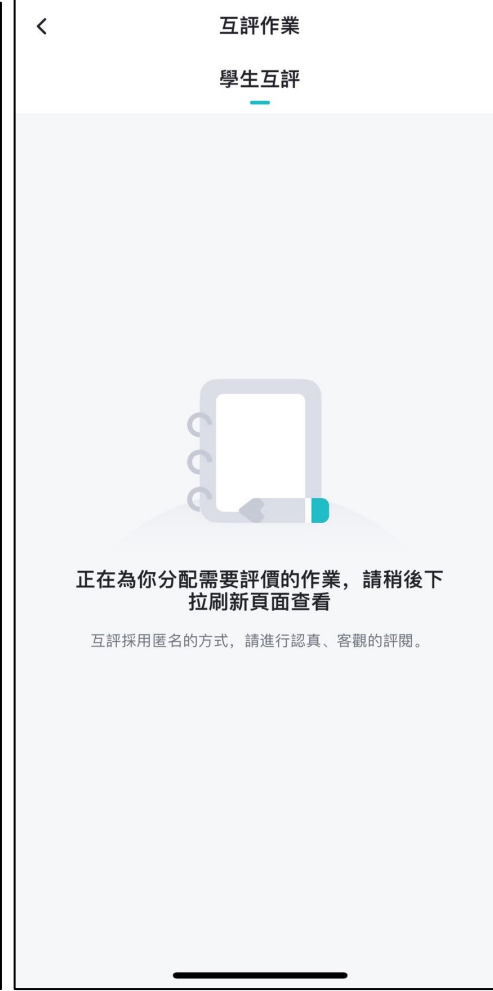 互評作業
學生互評
正在為你分配需要評價的作業，請稍後下
拉刷新頁面查看
互評採用匿名的方式，請進行認真、客觀的評閱。